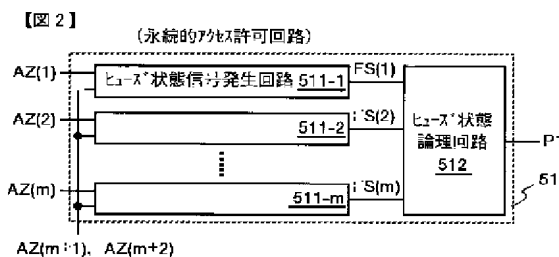 【図2】
(永続的アクセス許可回路)
AZ(1)
ヒューズ状態信号発生回路 511-1
FS(1)
AZ(2)
511-2
FS(2)
ヒューズ状態
論理回路
512
AZ(m)
511-m
FS(m)
51
AZ(m+1), AZ(m+2)